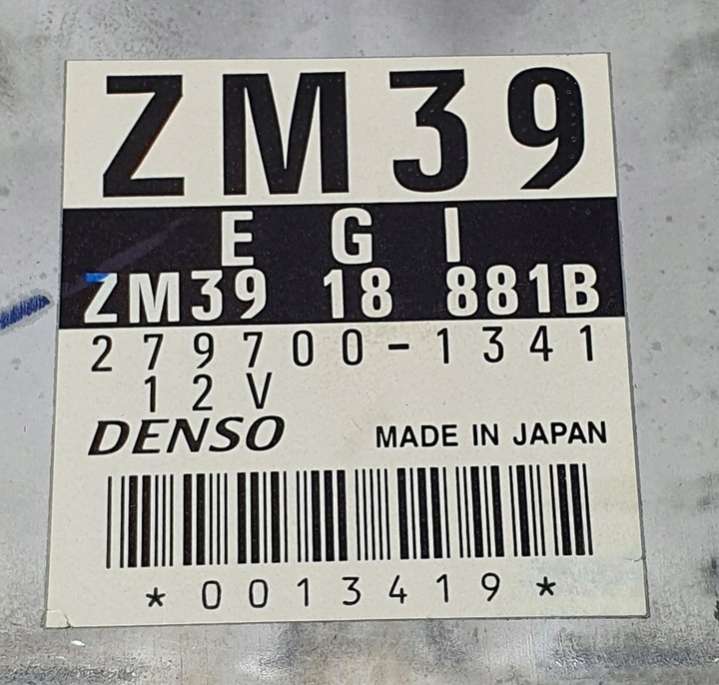 ZM39
E G I
ZM39 18 881B
279700-1341
12V
DENSO MADE IN JAPAN
*0013419*